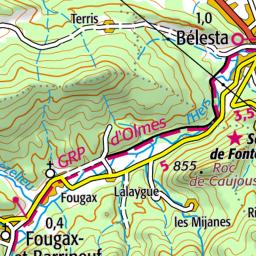 Terris
1,0
Bélesta
3,5
l'Hers
GRP d'Olmes
S
de Font
855
Roc
de Caujous
Fougax
Lalaygue
les Mijanes
0,4
Fougax-
et-Barrineuf